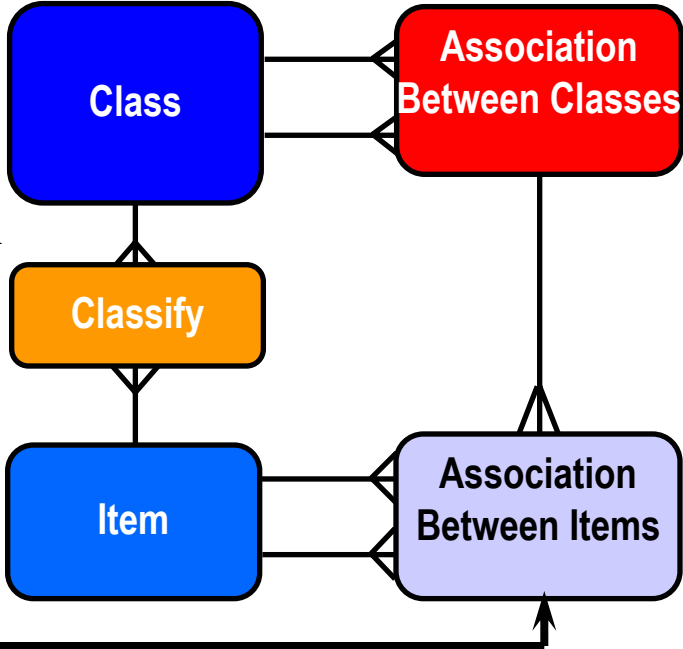 Class
Association
Between Classes
Classify
Item
Association
Between Items